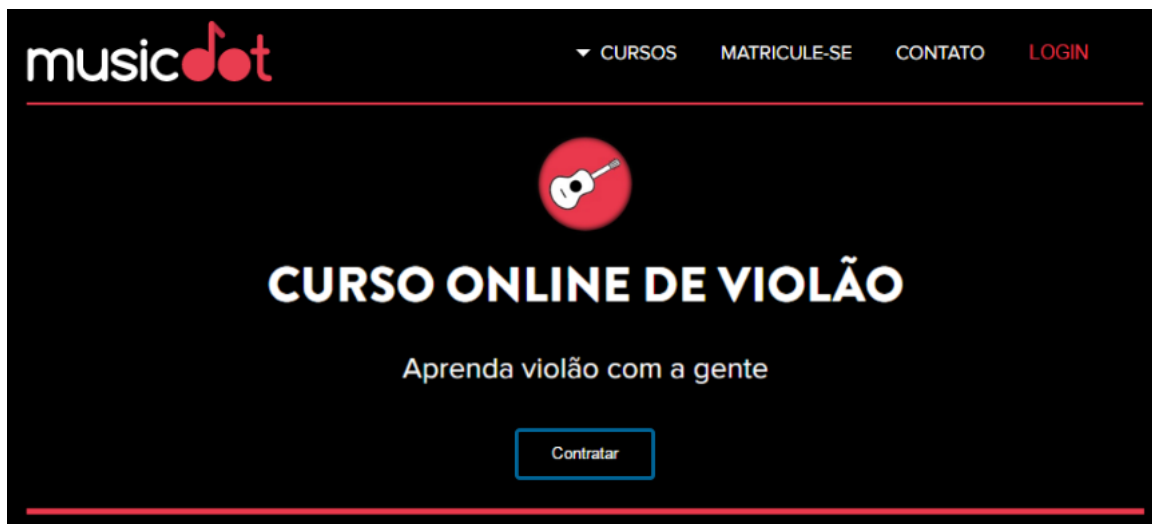 musicdot
CURSOS MATRICULE-SE CONTATO LOGIN
CURSO ONLINE DE VIOLÃO
Aprenda violão com a gente
Contratar